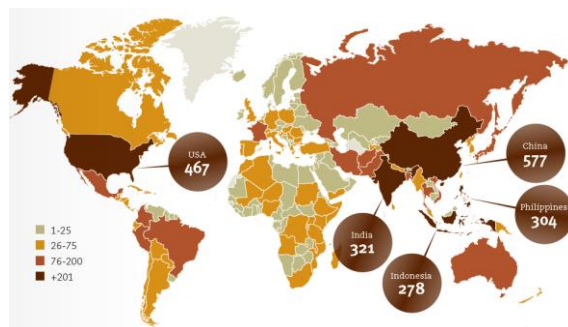 USA
467
China
577
Philippines
304
India
321
Indonesia
278
1-25
26-75
76-200
+201